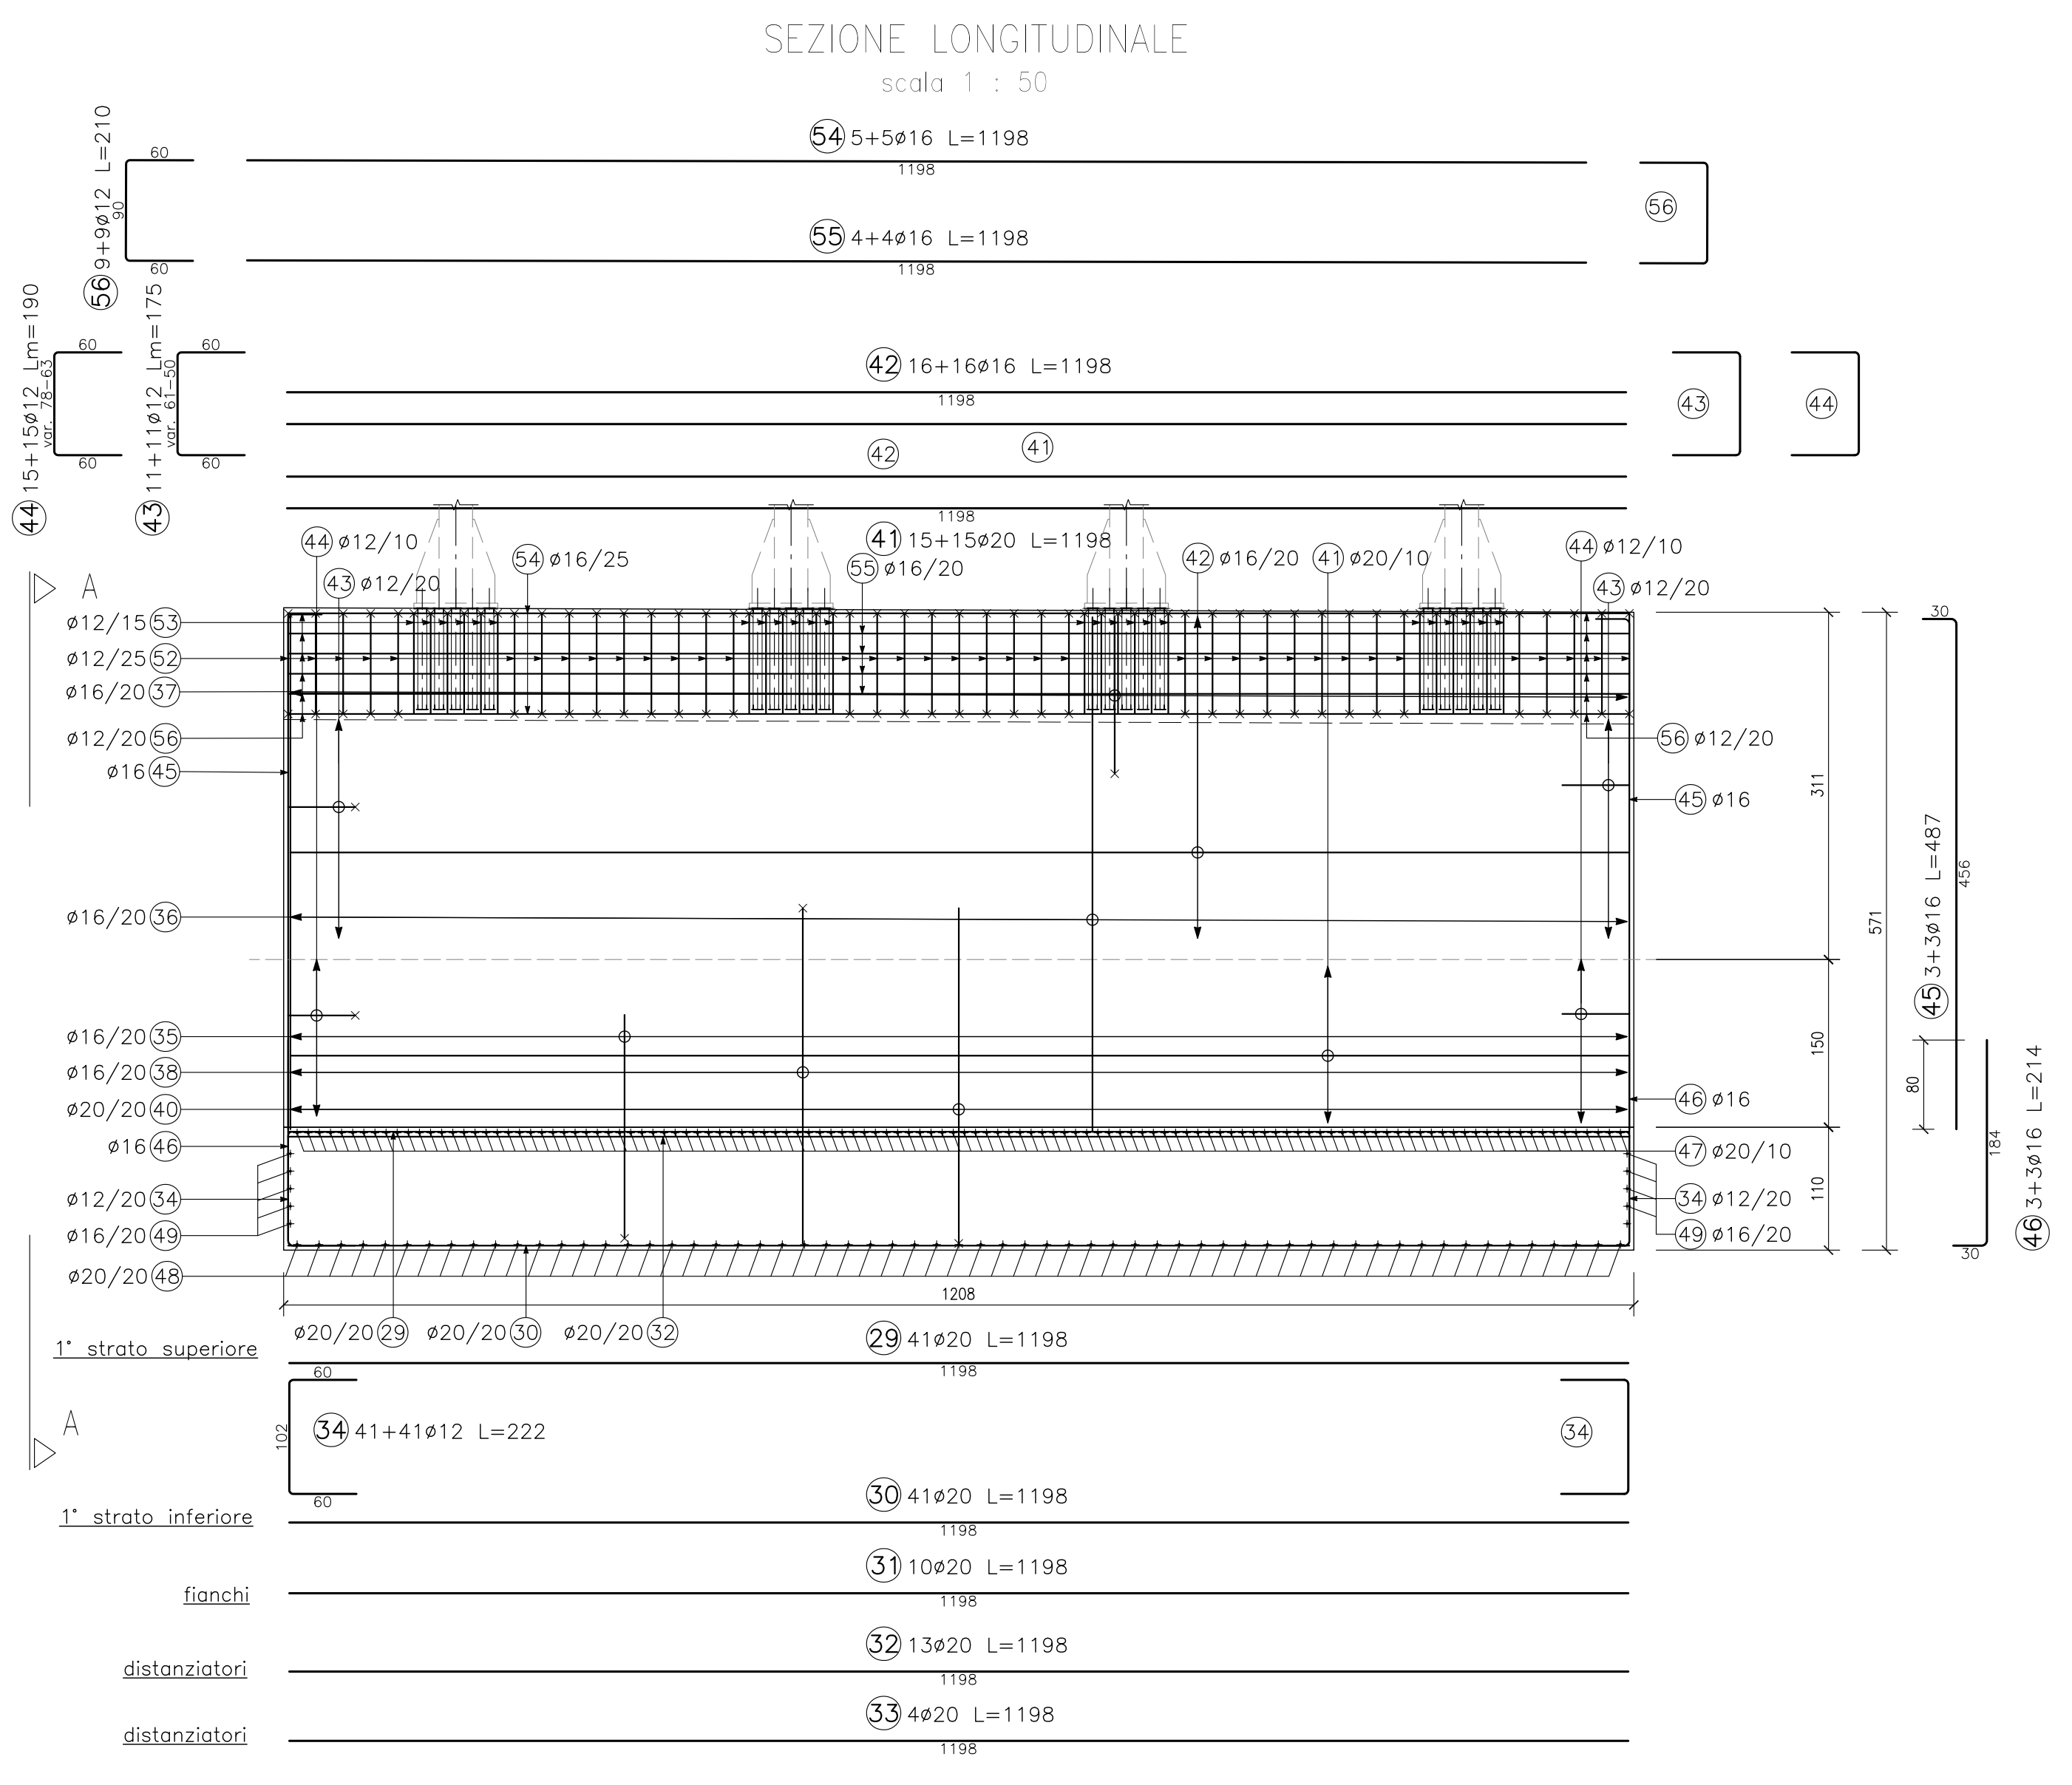 SEZIONE LONGITUDINALE
scala 1 : 50
54 5+5ø16 L=1198
1198
56 9+9ø12 L=210
60
90
60
56
55 4+4ø16 L=1198
1198
44 15+15ø12 Lm=190
60
var. 78-63
60
43 11+11ø12 Lm=175
60
var. 61-50
60
42 16+16ø16 L=1198
1198
43
44
42
41
1198
41 15+15ø20 L=1198
44 ø12/10
43 ø12/20
54 ø16/25
55 ø16/20
42 ø16/20
41 ø20/10
44 ø12/10
43 ø12/20
A
ø12/15 53
ø12/25 52
ø16/20 37
ø12/20 56
56 ø12/20
ø16 45
45 ø16
ø16/20 36
ø16/20 35
ø16/20 38
ø20/20 40
46 ø16
ø16 46
47 ø20/10
ø12/20 34
34 ø12/20
ø16/20 49
49 ø16/20
ø20/20 48
311
150
110
571
30
456
45 3+3ø16 L=487
80
184
30
46 3+3ø16 L=214
1208
ø20/20 29
ø20/20 30
ø20/20 32
1° strato superiore
29 41ø20 L=1198
1198
60
102
34 41+41ø12 L=222
60
34
A
1° strato inferiore
30 41ø20 L=1198
1198
fianchi
31 10ø20 L=1198
1198
distanziatori
32 13ø20 L=1198
1198
distanziatori
33 4ø20 L=1198
1198